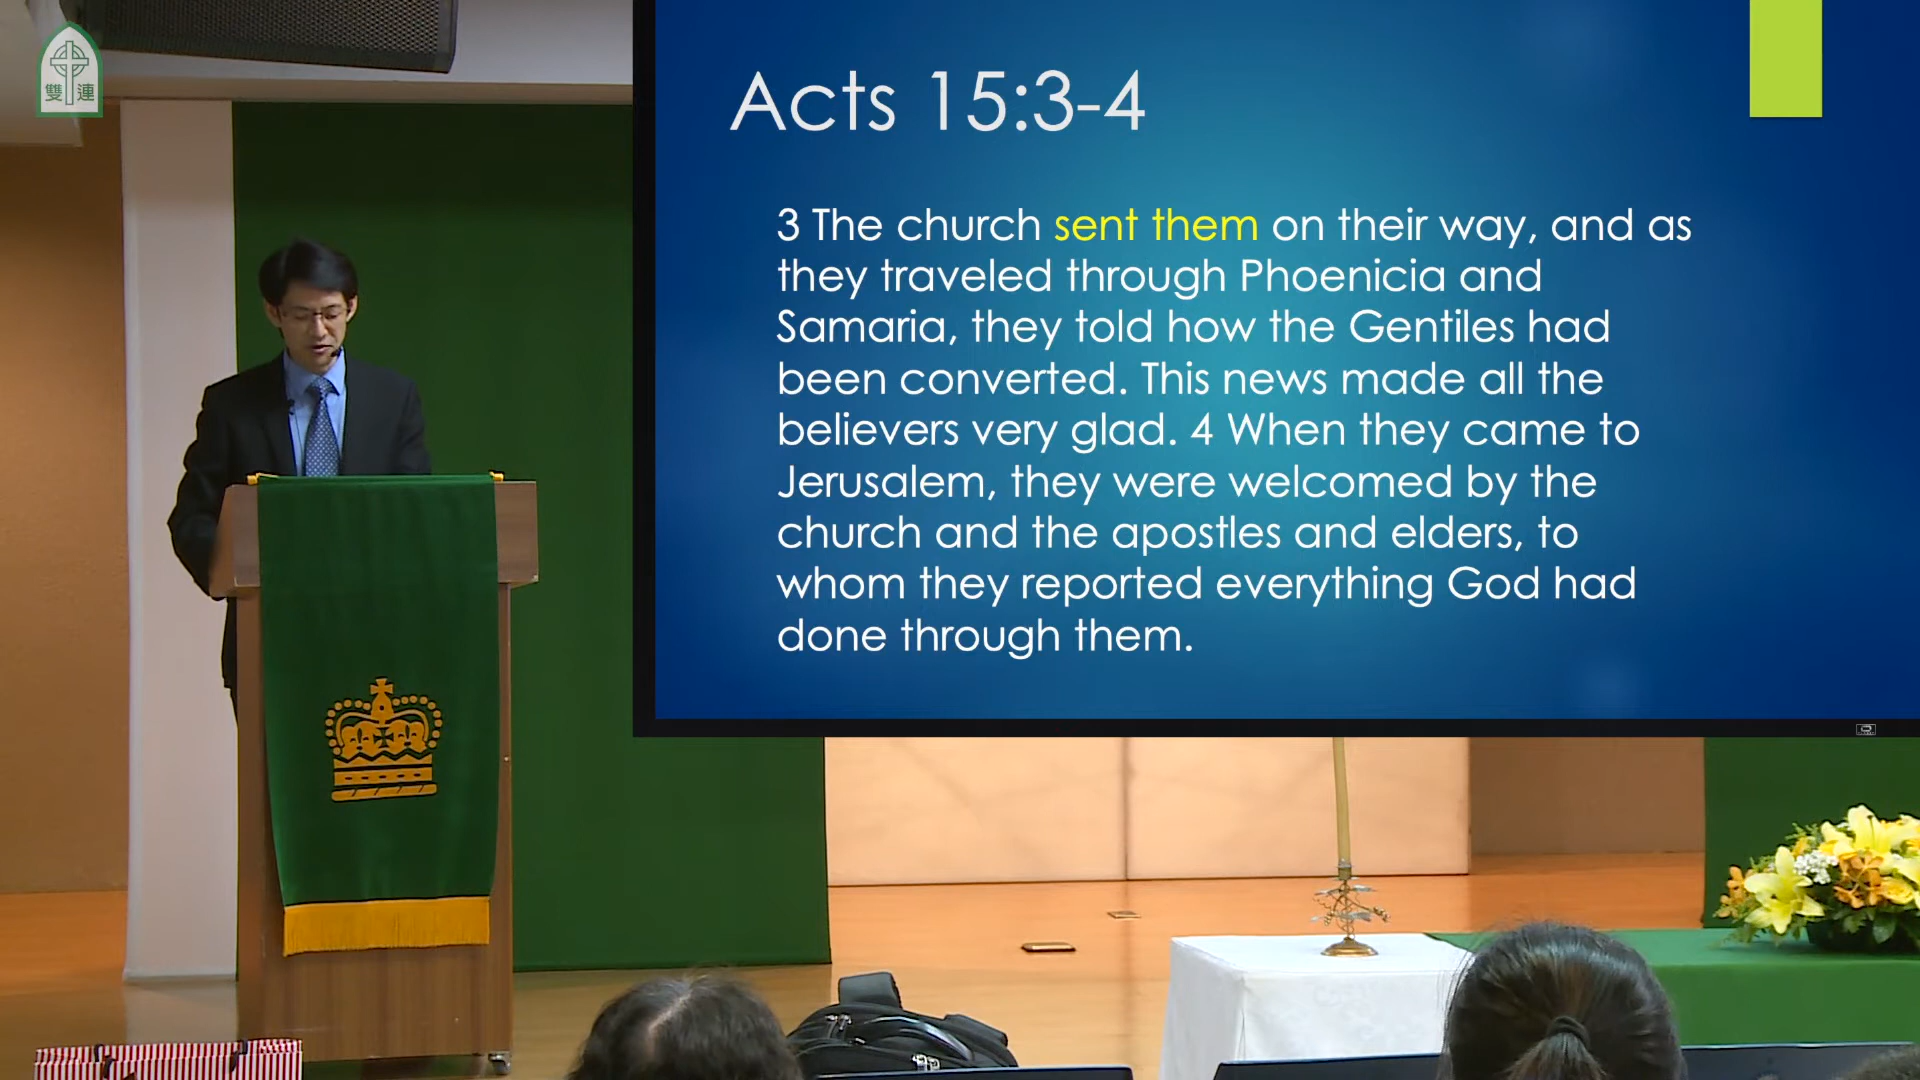 雙連
Acts 15:3-4
3 The church sent them on their way, and as
they traveled through Phoenicia and
Samaria, they told how the Gentiles had
been converted. This news made all the
believers very glad. 4 When they came to
Jerusalem, they were welcomed by the
church and the apostles and elders, to
whom they reported everything God had
done through them.